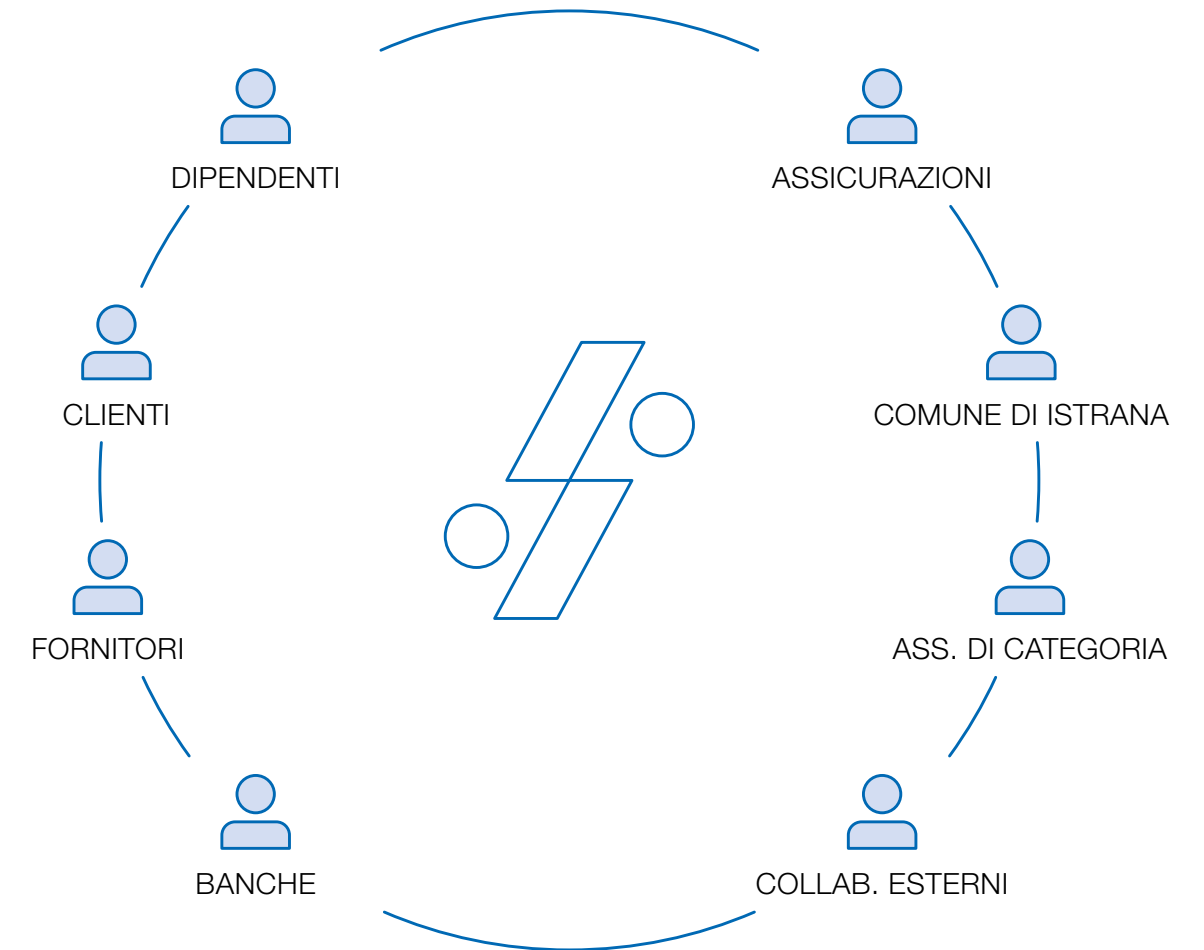 DIPENDENTI
ASSICURAZIONI
CLIENTI
COMUNE DI ISTRANA
FORNITORI
ASS. DI CATEGORIA
BANCHE
COLLAB. ESTERNI